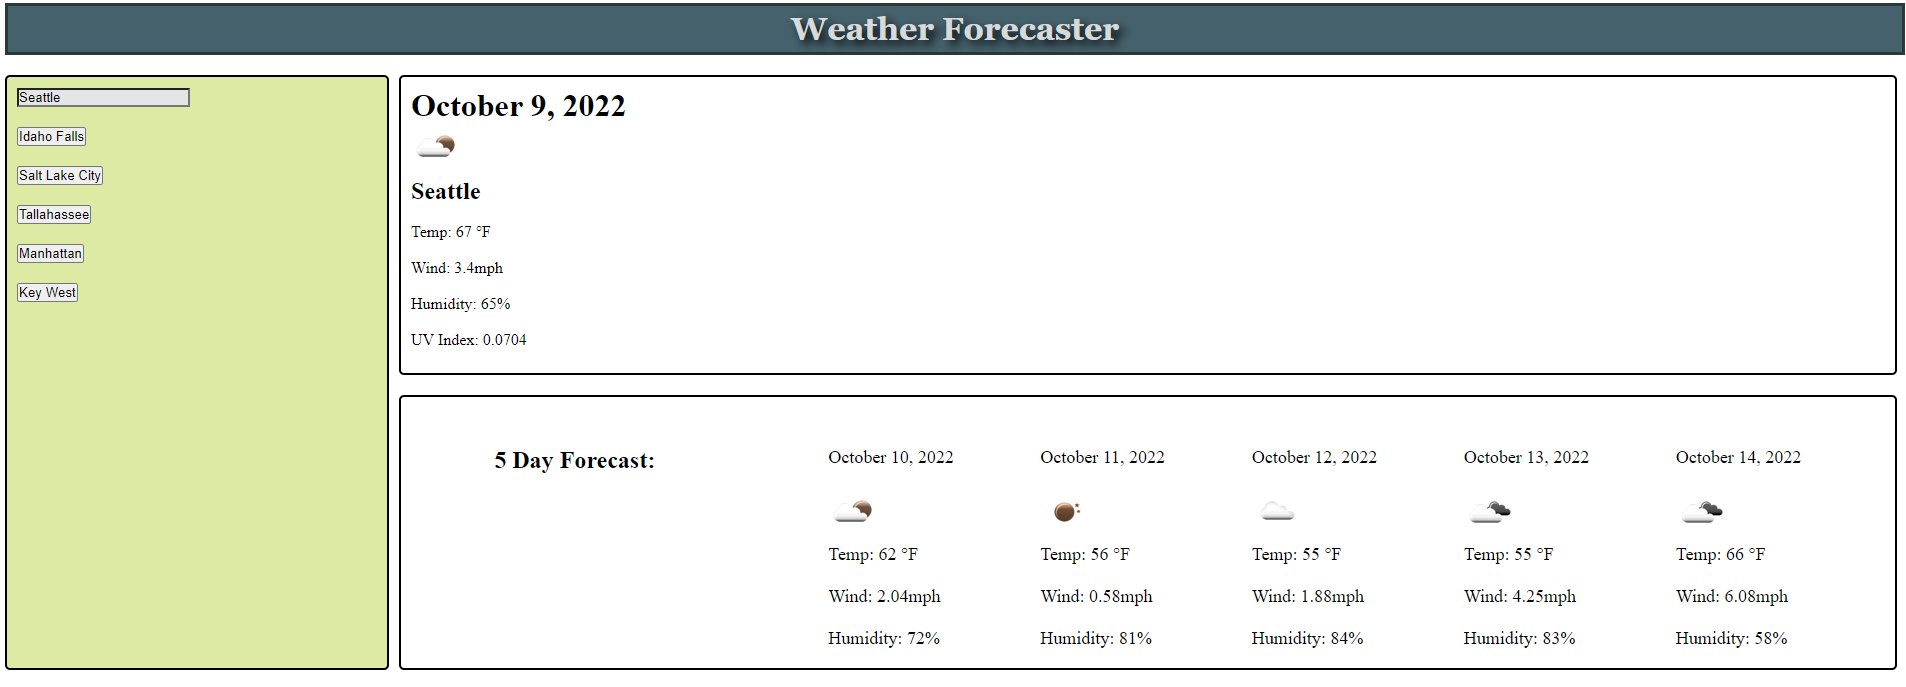 Weather Forecaster
Seattle
Idaho Falls
Salt Lake City
Tallahassee
Manhattan
Key West
October 9, 2022
Seattle
Temp: 67 °F
Wind: 3.4mph
Humidity: 65%
UV Index: 0.0704
5 Day Forecast:
October 10, 2022
Temp: 62 °F
Wind: 2.04mph
Humidity: 72%
October 11, 2022
Temp: 56 °F
Wind: 0.58mph
Humidity: 81%
October 12, 2022
Temp: 55 °F
Wind: 1.88mph
Humidity: 84%
October 13, 2022
Temp: 55 °F
Wind: 4.25mph
Humidity: 83%
October 14, 2022
Temp: 66 °F
Wind: 6.08mph
Humidity: 58%